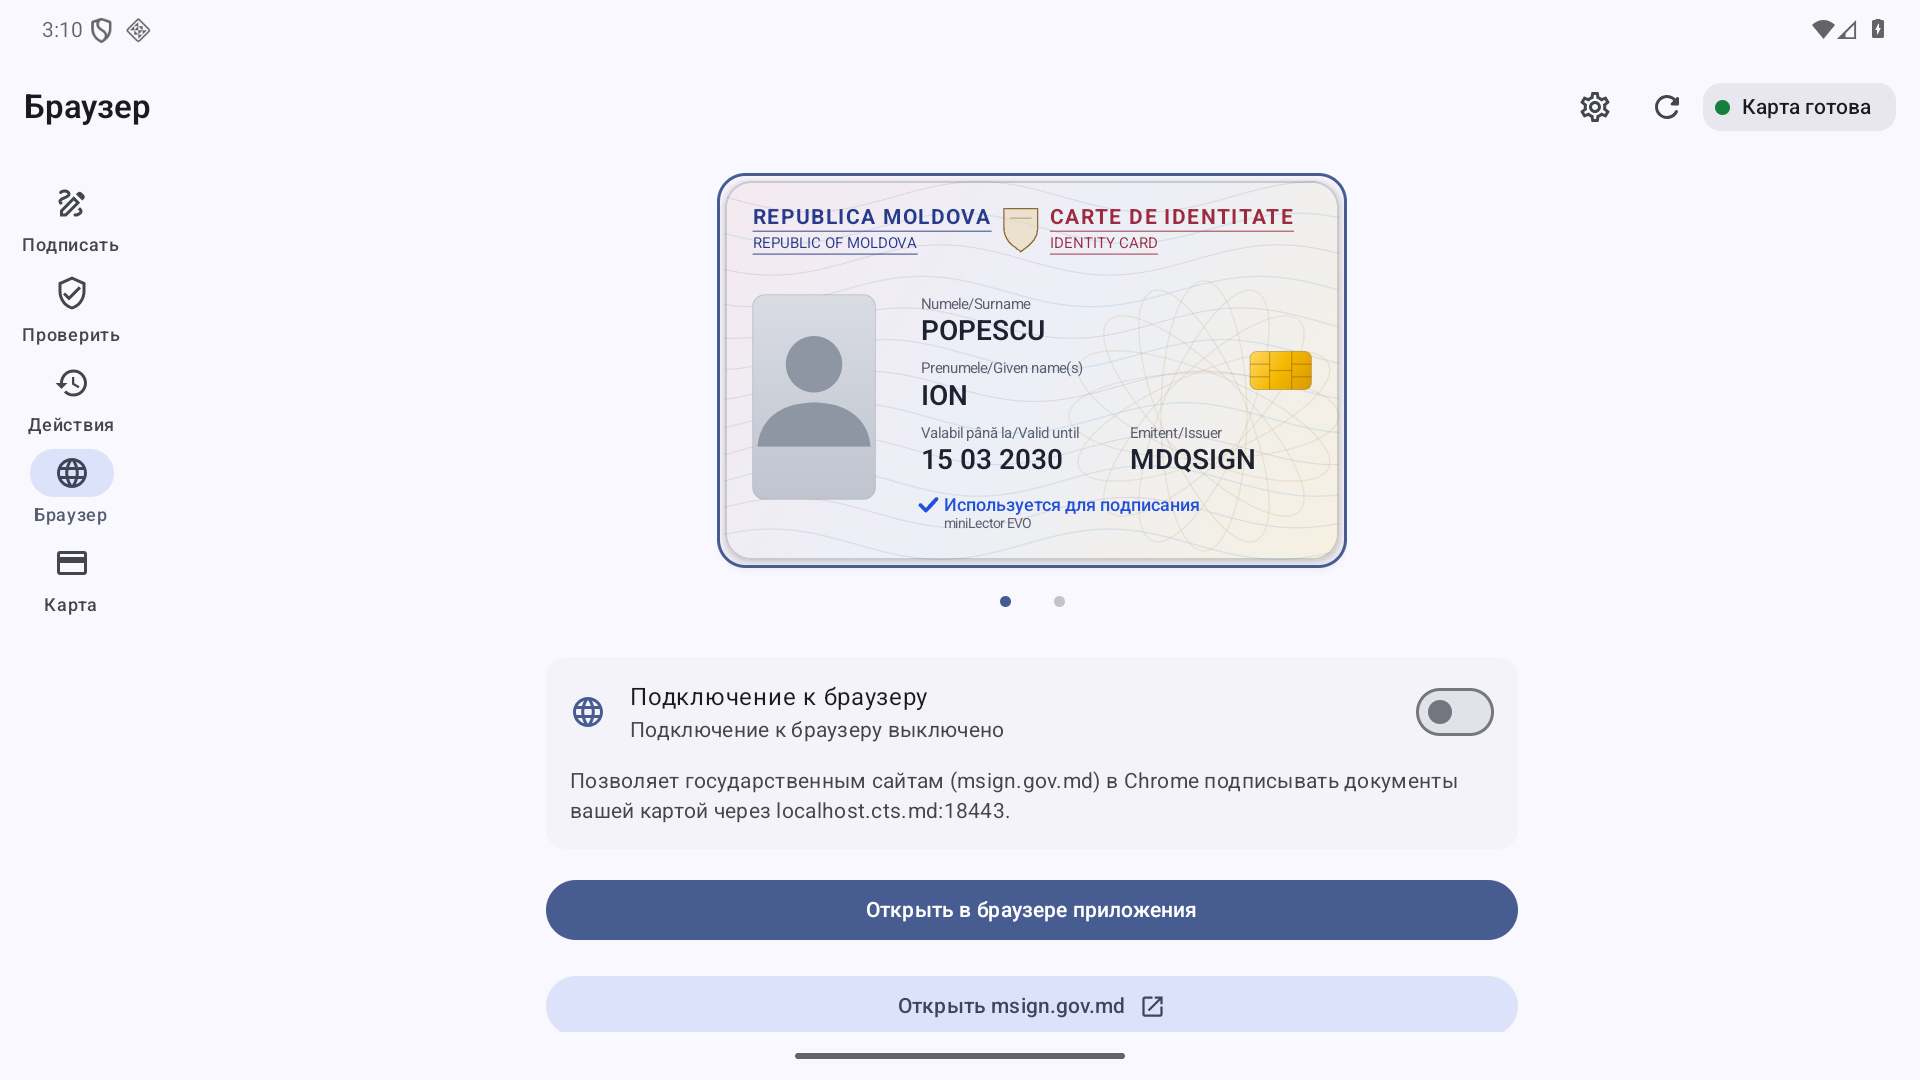 3:10
Браузер
Карта готова
Подписать
Проверить
Действия
Браузер
Карта
REPUBLICA MOLDOVA
REPUBLIC OF MOLDOVA
CARTE DE IDENTITATE
IDENTITY CARD
Numele/Surname
POPESCU
Prenumele/Given name(s)
ION
Valabil până la/Valid until
15 03 2030
Emitent/Issuer
MDQSIGN
Используется для подписания
miniLector EVO
Подключение к браузеру
Подключение к браузеру выключено
Позволяет государственным сайтам (msign.gov.md) в Chrome подписывать документы
вашей картой через localhost.cts.md:18443.
Открыть в браузере приложения
Открыть msign.gov.md